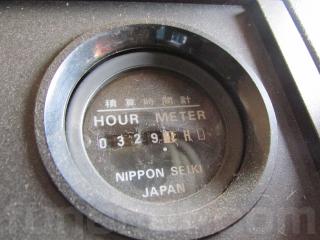 積算時間計
HOUR METER
0329 H
NIPPON SEIKI
JAPAN